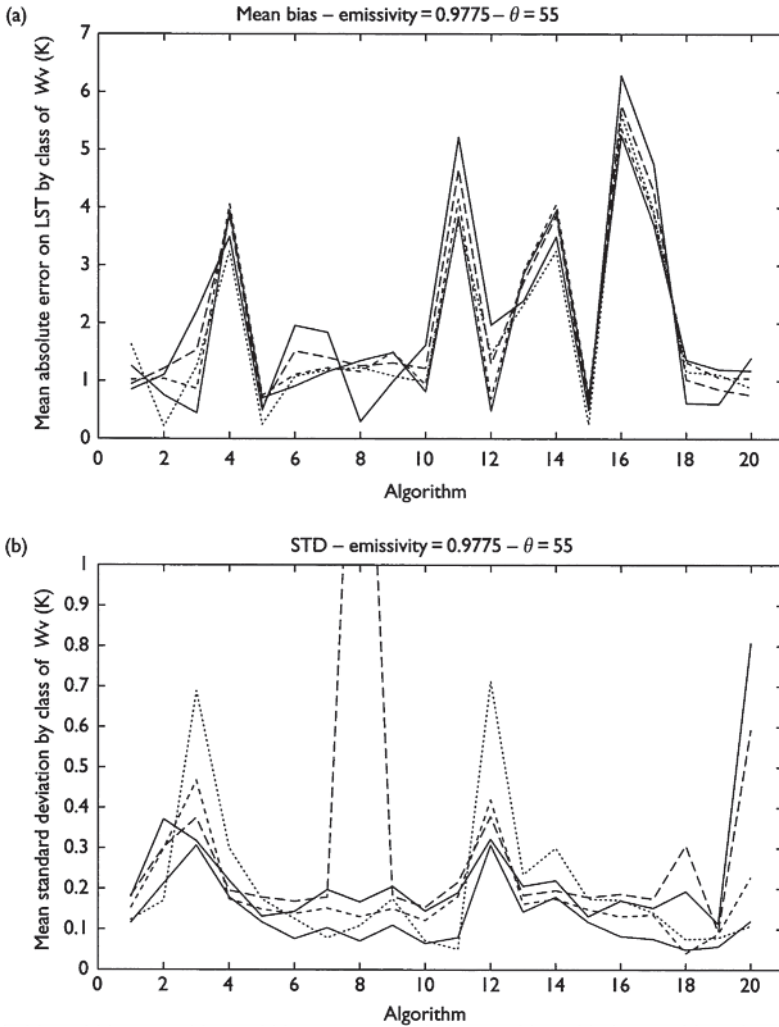 (a)
Mean bias – emissivity = 0.9775 – θ = 55
Mean absolute error on LST by class of Wv (K)
7
6
5
4
3
2
1
0
0 2 4 6 8 10 12 14 16 18 20
Algorithm
(b)
STD – emissivity = 0.9775 – θ = 55
Mean standard deviation by class of Wv (K)
1
0.9
0.8
0.7
0.6
0.5
0.4
0.3
0.2
0.1
0
0 2 4 6 8 10 12 14 16 18 20
Algorithm